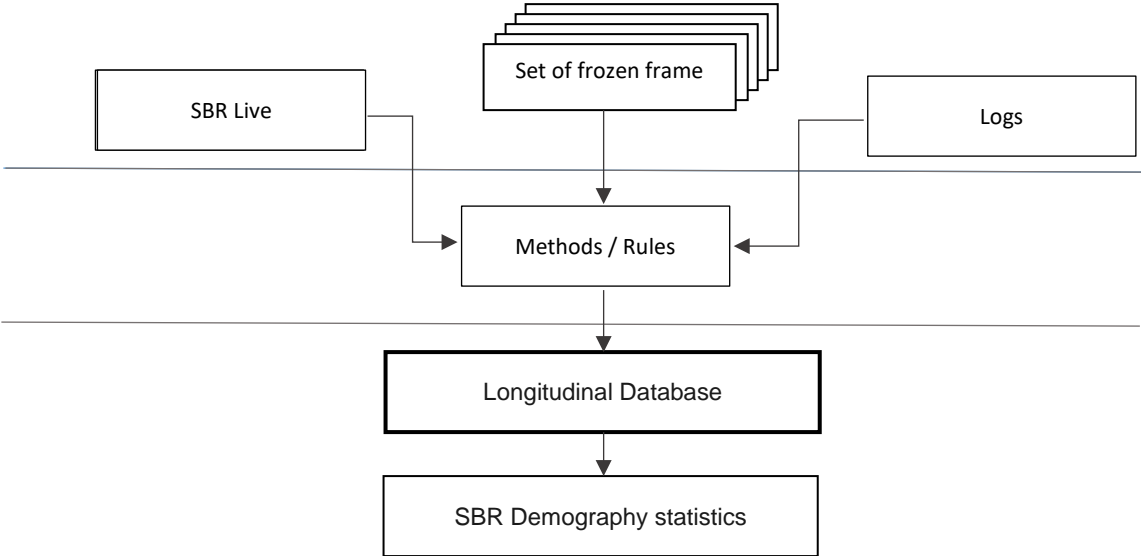 Set of frozen frame
SBR Live
Logs
Methods / Rules
Longitudinal Database
SBR Demography statistics